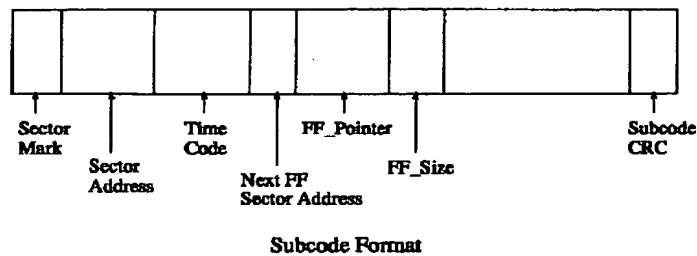 Sector
Mark
Sector
Address
Time
Code
Next FF
Sector Address
FF_Pointer
FF_Size
Subcode
CRC
Subcode Format